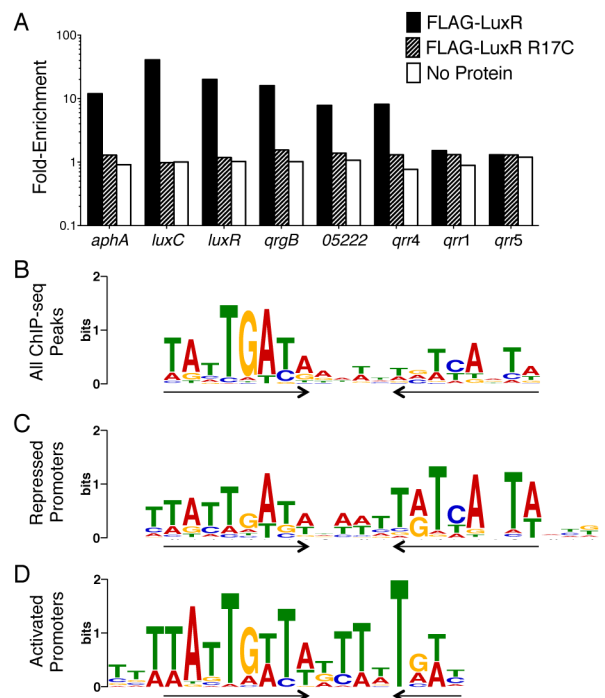 A
FLAG-LuxR
FLAG-LuxR R17C
No Protein
Fold-Enrichment
100
10
1
0.1
aphA luxC luxR qrgB 05222 qrr4 qrr1 qrr5
B
All ChIP-seq
Peaks
bits
2
1
0
C
Repressed
Promoters
bits
2
1
0
D
Activated
Promoters
bits
2
1
0